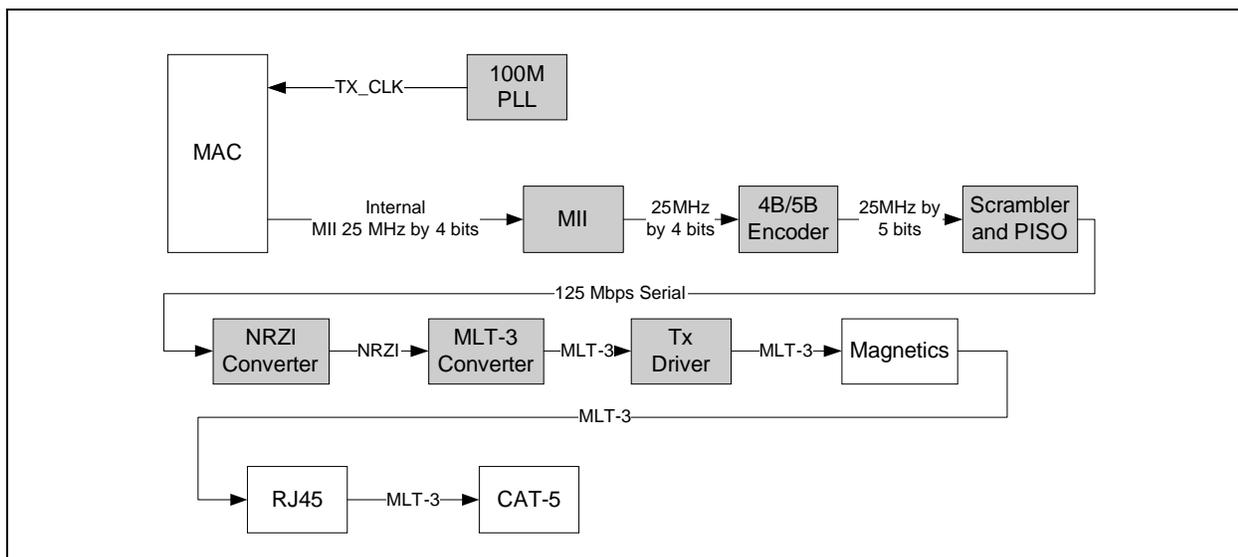 100M
PLL
TX_CLK
MAC
Internal
MII 25 MHz by 4 bits
MII
25MHz
by 4 bits
4B/5B
Encoder
25MHz by
5 bits
Scrambler
and PISO
125 Mbps Serial
NRZI
Converter
NRZI
MLT-3
Converter
MLT-3
Tx
Driver
MLT-3
Magnetics
MLT-3
RJ45
MLT-3
CAT-5